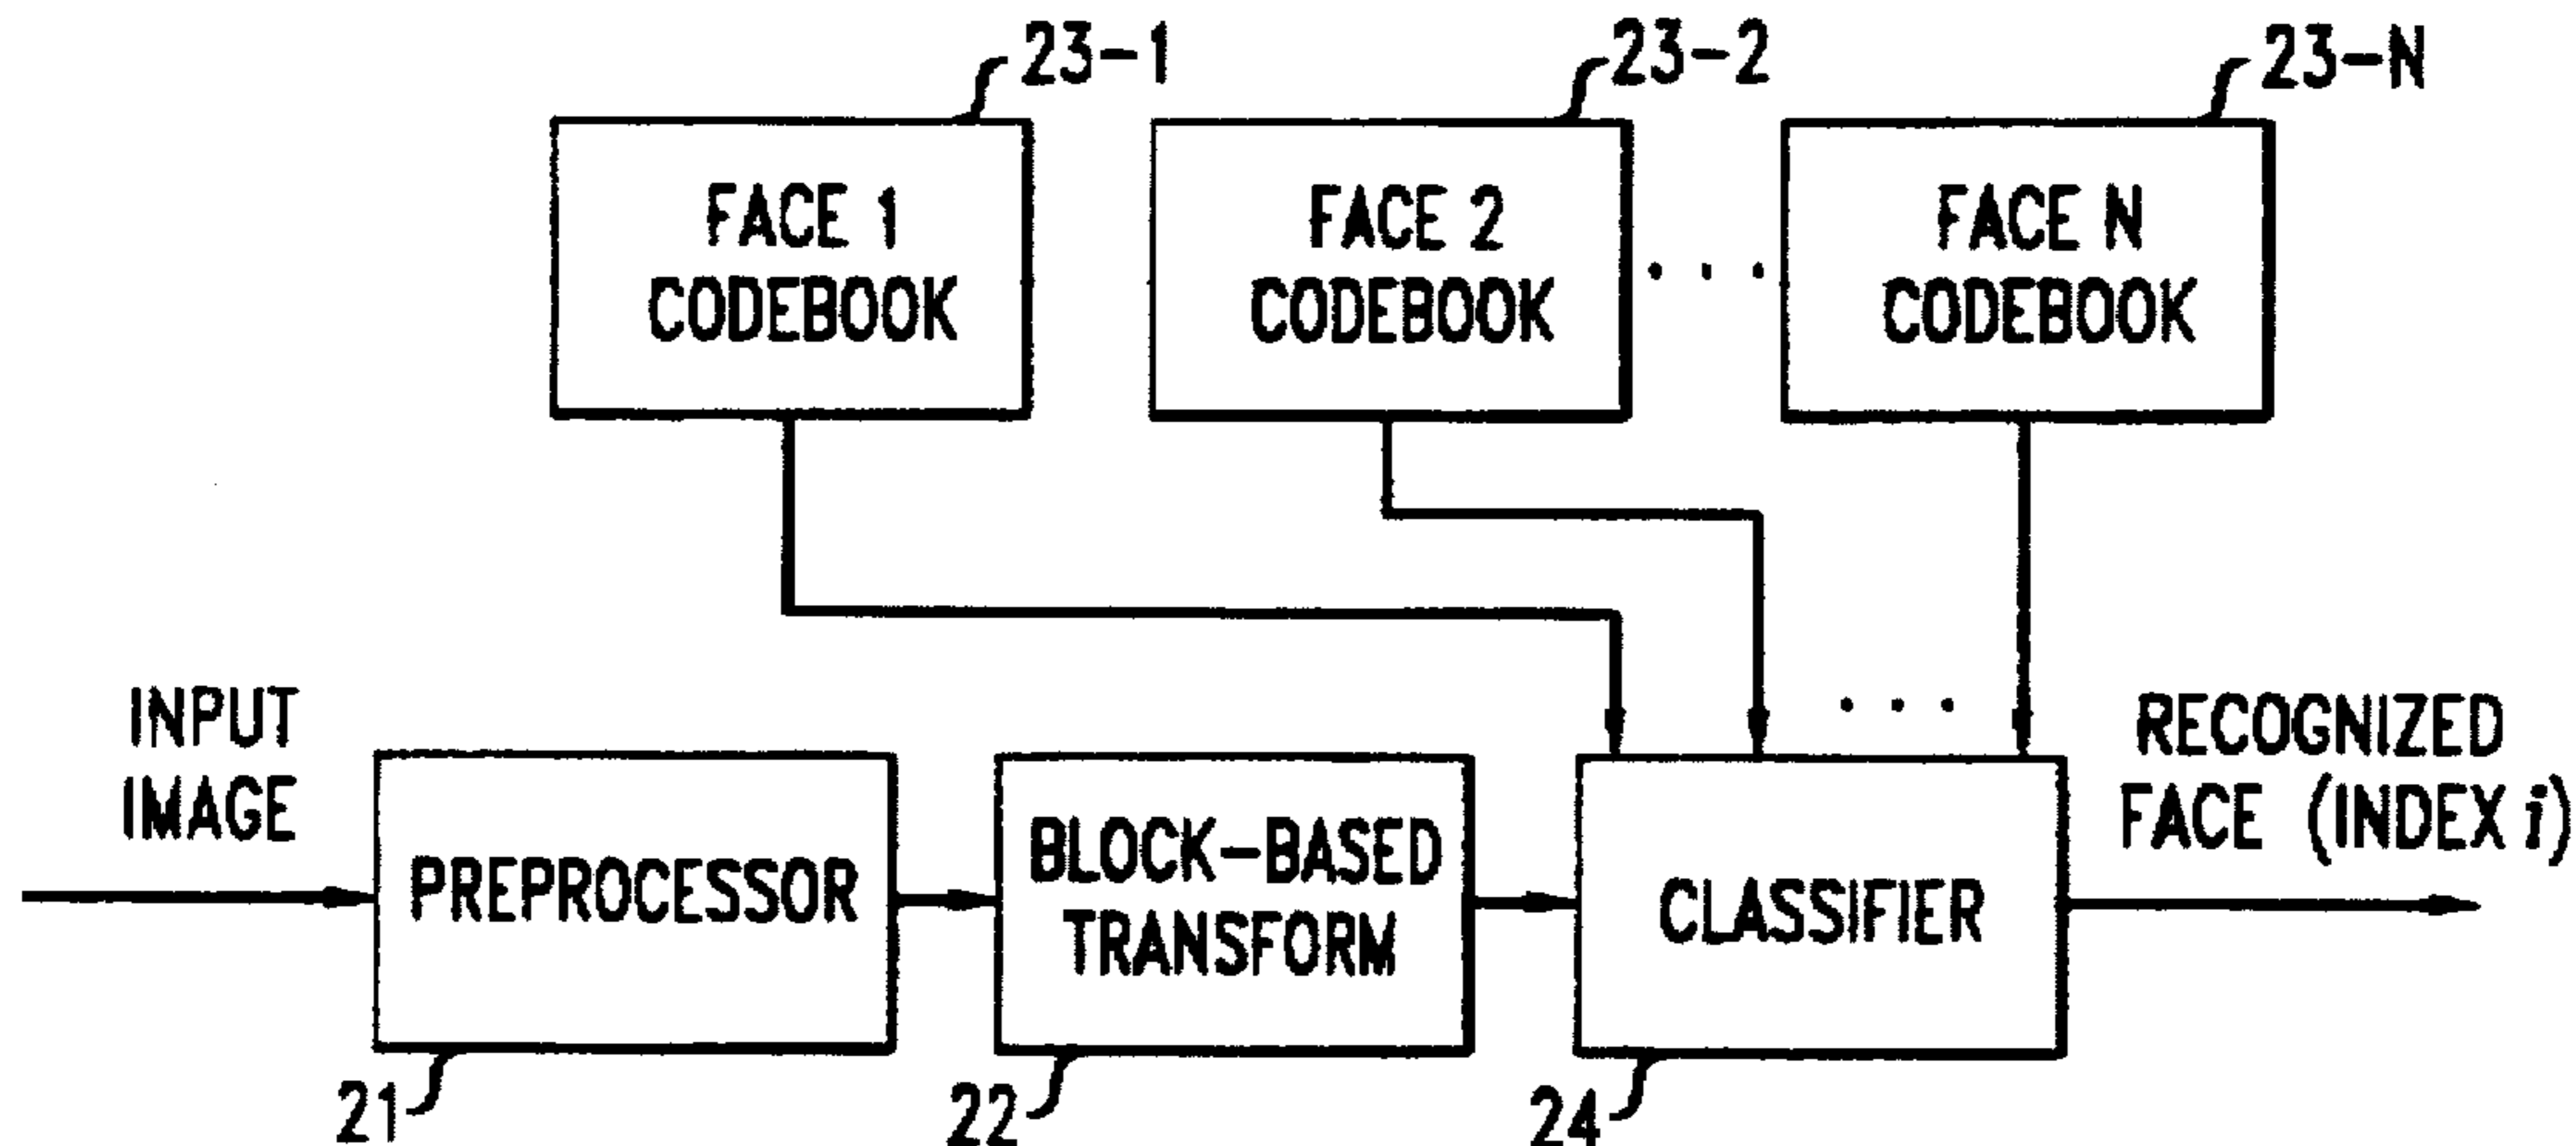 23-1
23-2
23-N
FACE 1
CODEBOOK
FACE 2
CODEBOOK
. . .
FACE N
CODEBOOK
INPUT
IMAGE
. . .
RECOGNIZED
FACE (INDEX i)
PREPROCESSOR
BLOCK-BASED
TRANSFORM
CLASSIFIER
21
22
24